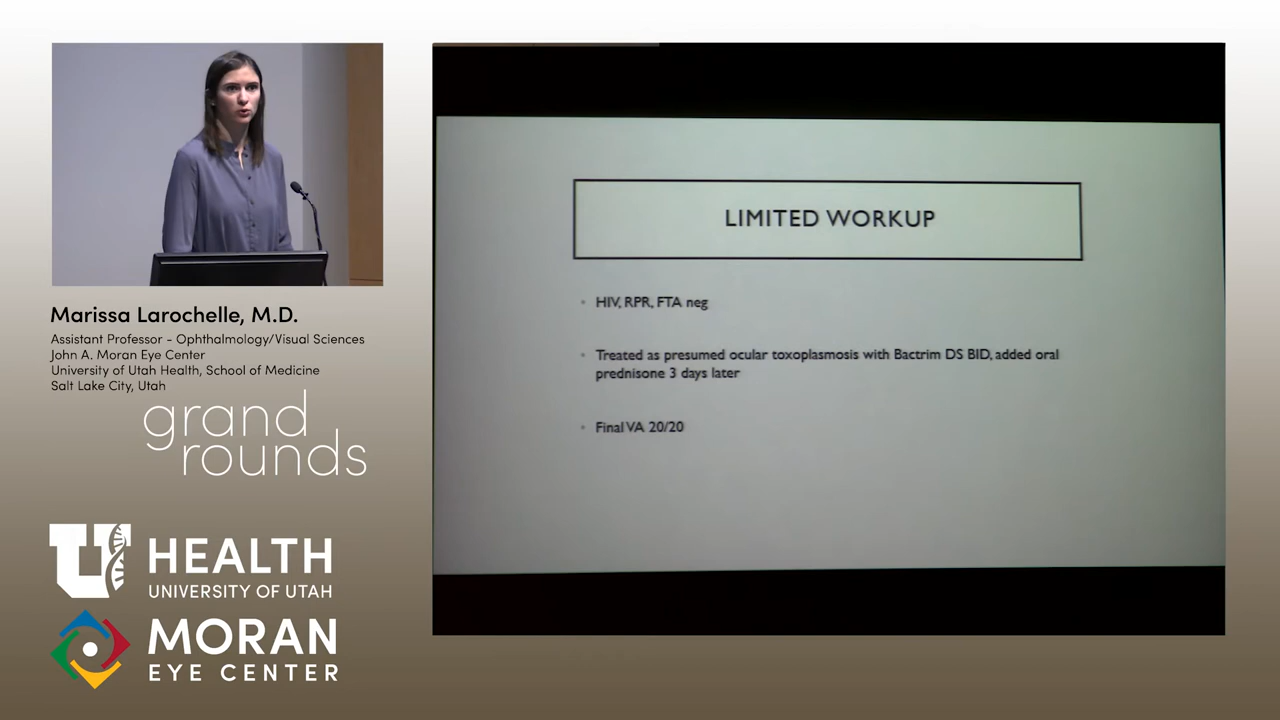 Marissa Larochelle, M.D.
Assistant Professor - Ophthalmology/Visual Sciences
John A. Moran Eye Center
University of Utah Health, School of Medicine
Salt Lake City, Utah
grand
rounds
U HEALTH
UNIVERSITY OF UTAH
MORAN
EYE CENTER
LIMITED WORKUP
• HIV, RPR, FTA neg
• Treated as presumed ocular toxoplasmosis with Bactrim DS BID, added oral
prednisone 3 days later
• Final VA 20/20